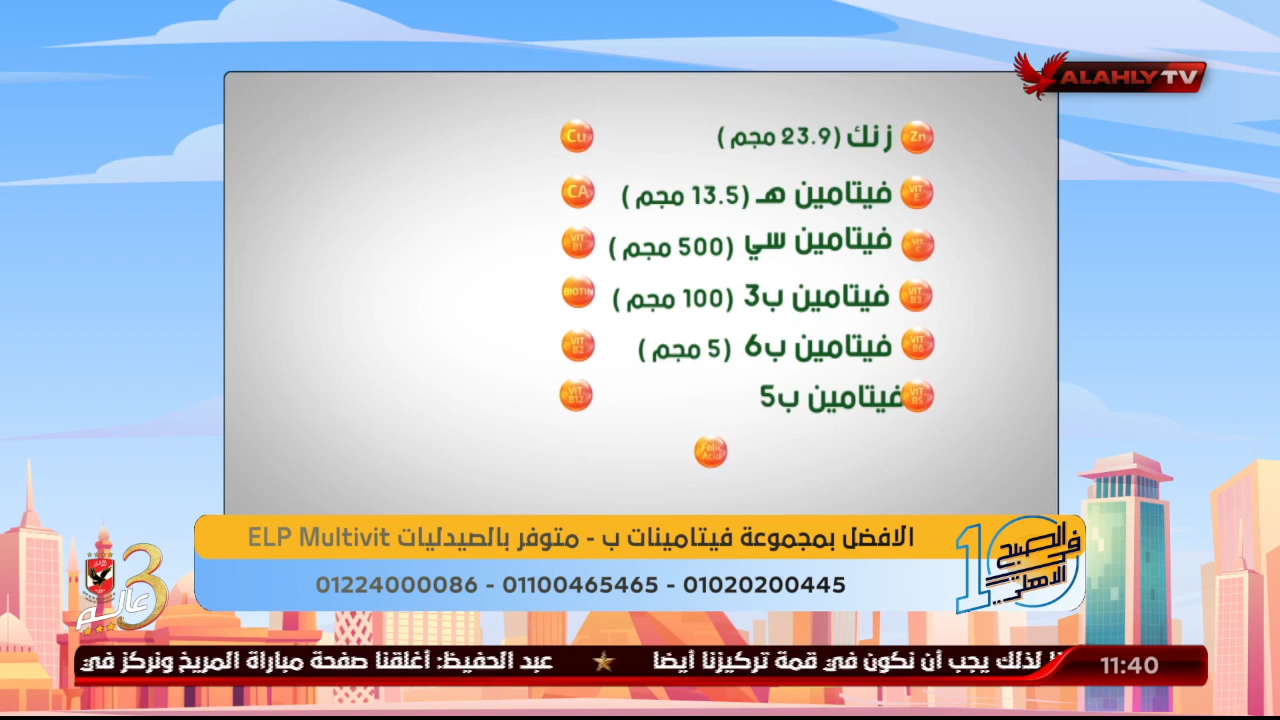 ALAHLY TV
Zn زنك (23.9 مجم) Cu
VIT E فيتامين هـ (13.5 مجم) CA
VIT C فيتامين سي (500 مجم) VIT B1
VIT B3 فيتامين ب3 (100 مجم) BIOTIN
VIT B6 فيتامين ب6 (5 مجم) VIT B2
VIT B5 فيتامين ب5 VIT B12
Folic Acid
الافضل بمجموعة فيتامينات ب - متوفر بالصيدليات ELP Multivit
01224000086 - 01100465465 - 01020200445
10 الصبح في الاهلي
3 عالم
لذلك يجب أن نكون في قمة تركيزنا أيضا ★ عبد الحفيظ: أغلقنا صفحة مباراة المريخ ونركز في
11:40